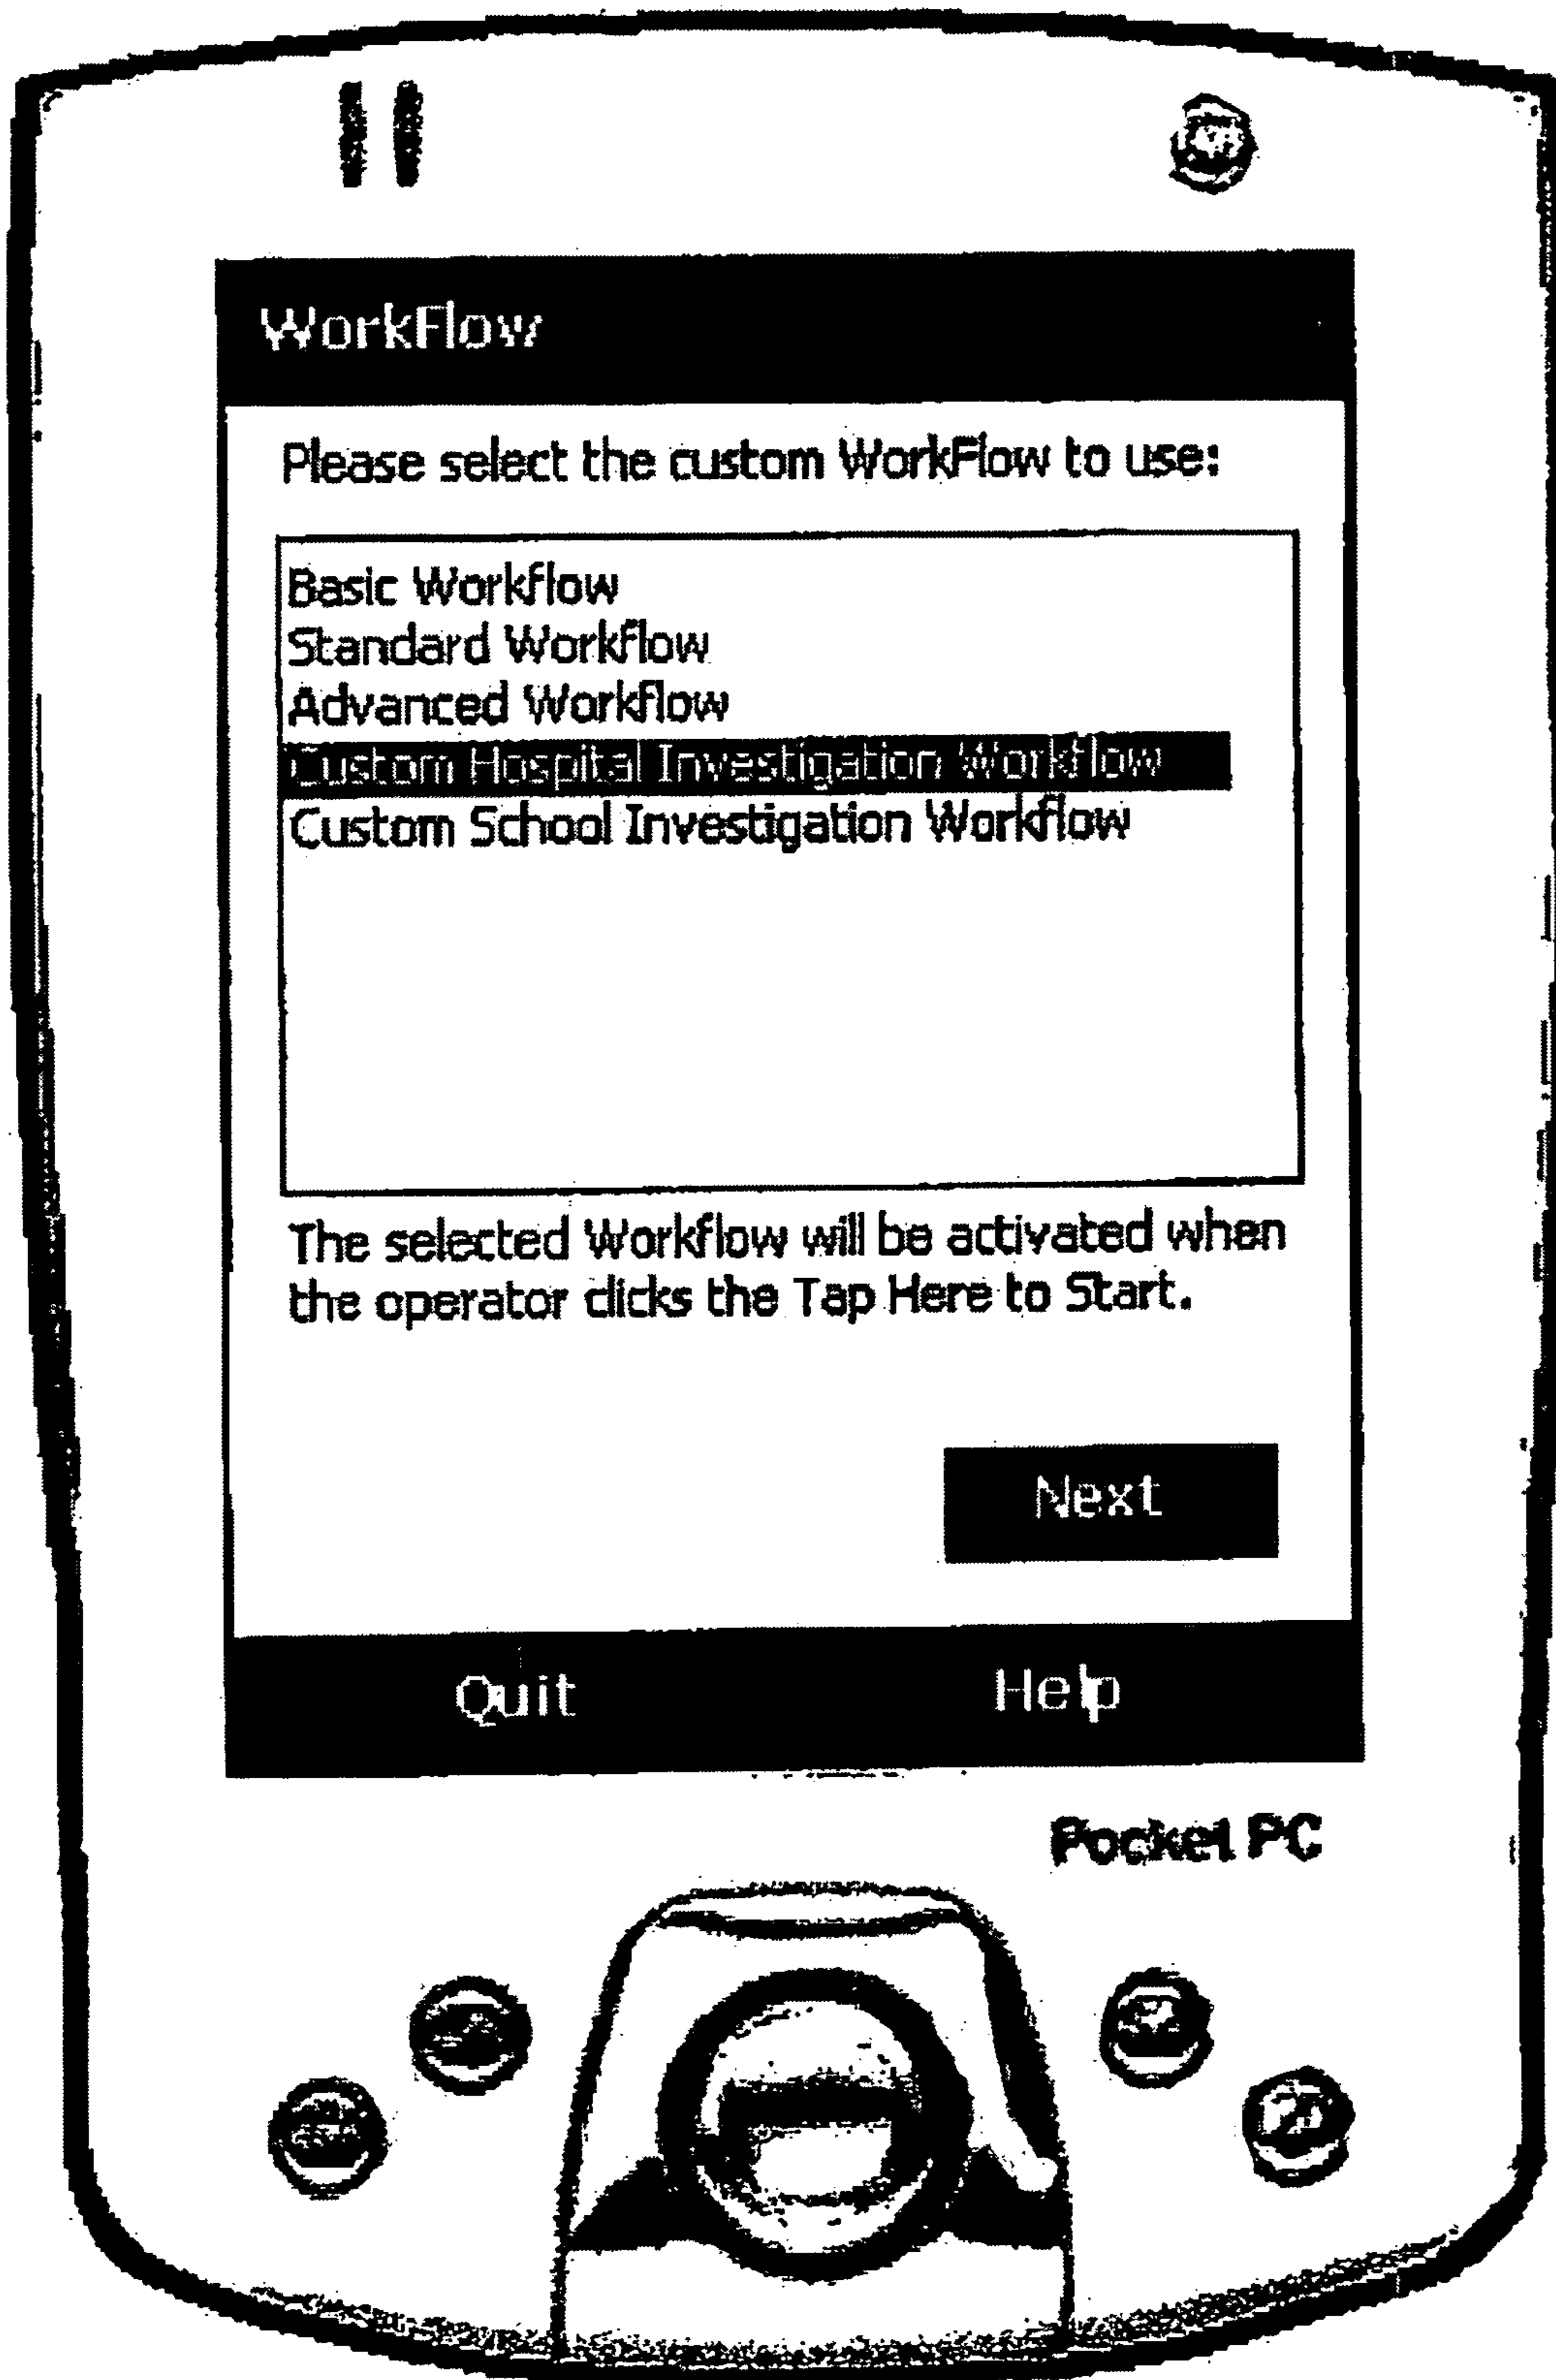 WorkFlow
Please select the custom WorkFlow to use:
Basic Workflow
Standard Workflow
Advanced Workflow
Custom Hospital Investigation Workflow
Custom School Investigation Workflow
The selected Workflow will be activated when
the operator clicks the Tap Here to Start.
Next
Quit Help
Pocket PC